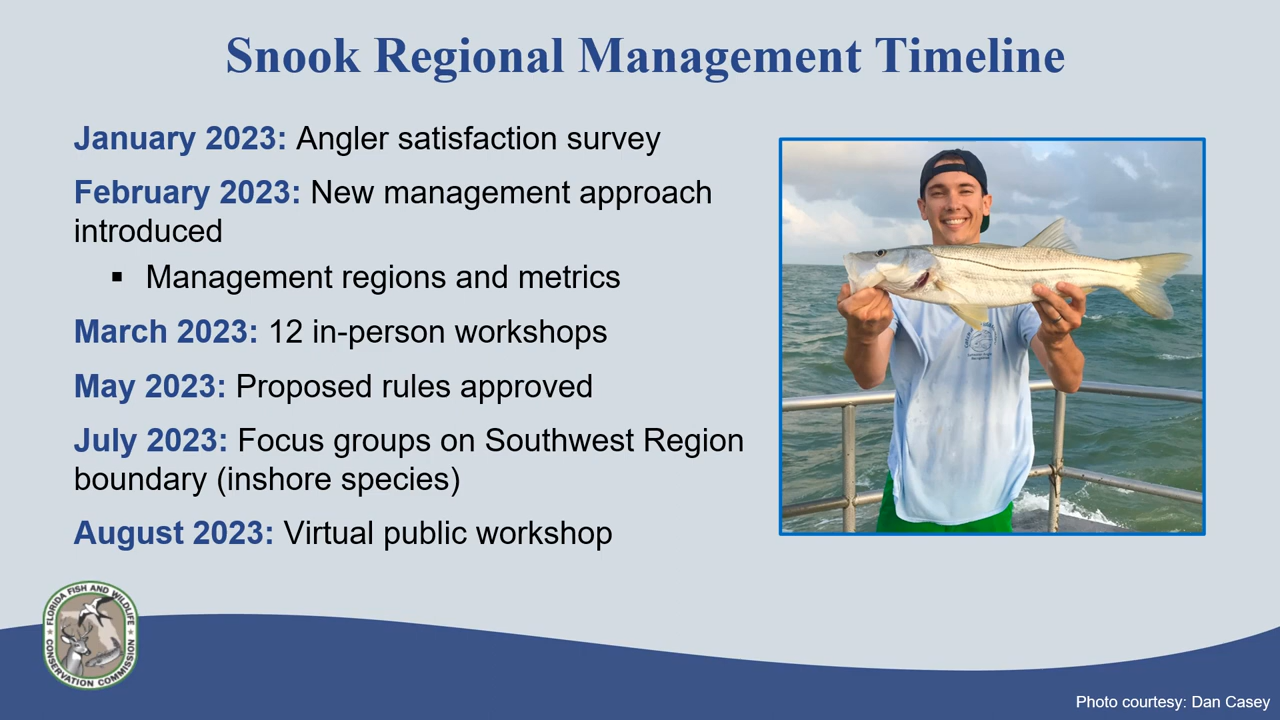 Snook Regional Management Timeline
January 2023: Angler satisfaction survey
February 2023: New management approach
introduced
▪ Management regions and metrics
March 2023: 12 in-person workshops
May 2023: Proposed rules approved
July 2023: Focus groups on Southwest Region
boundary (inshore species)
August 2023: Virtual public workshop
FLORIDA FISH AND WILDLIFE
CONSERVATION COMMISSION
Photo courtesy: Dan Casey